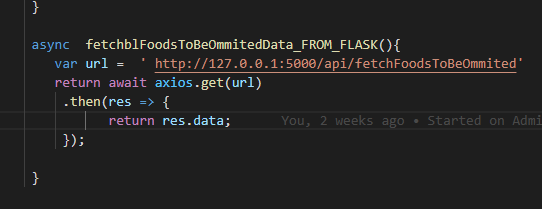 }
async fetchblFoodsToBeOmmitedData_FROM_FLASK(){
var url = ' http://127.0.0.1:5000/api/fetchFoodsToBeOmmited'
return await axios.get(url)
.then(res => {
return res.data; You, 2 weeks ago • Started on Admi
});
}